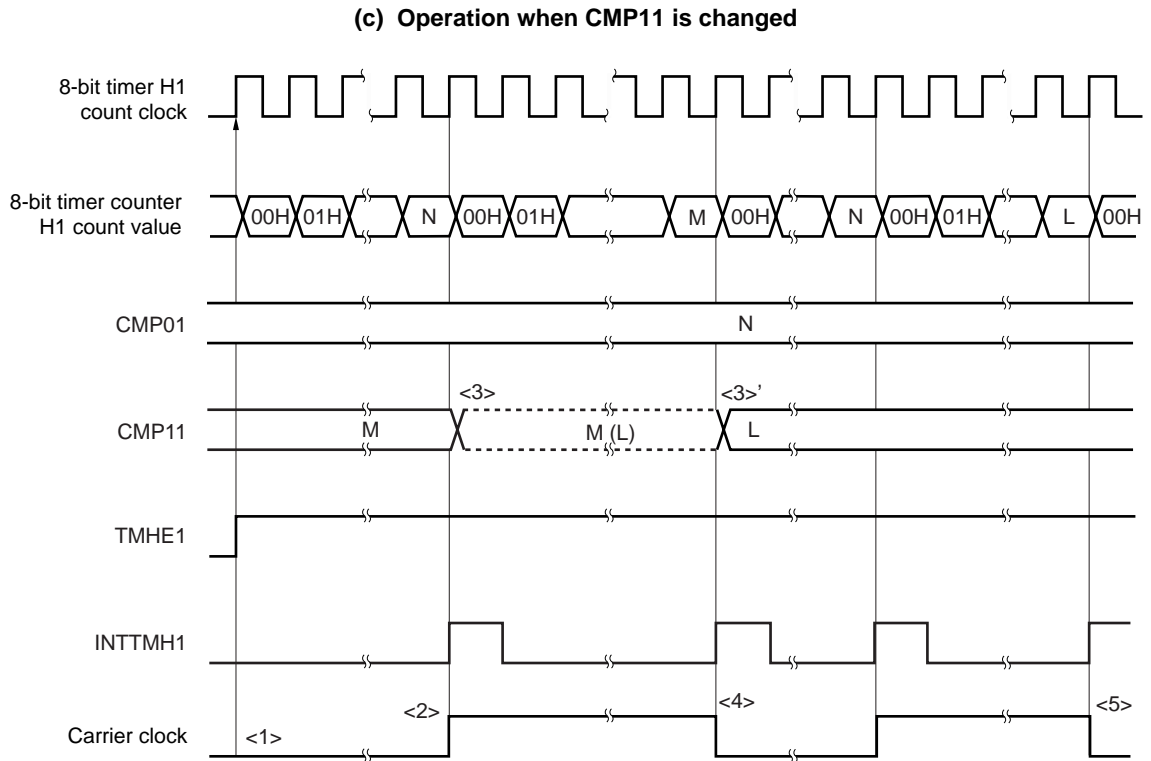 (c) Operation when CMP11 is changed
8-bit timer H1
count clock
8-bit timer counter
H1 count value
00H 01H N 00H 01H M 00H N 00H 01H L 00H
CMP01
N
<3> <3>’
CMP11
M M (L) L
TMHE1
INTTMH1
<2> <4> <5>
Carrier clock
<1>